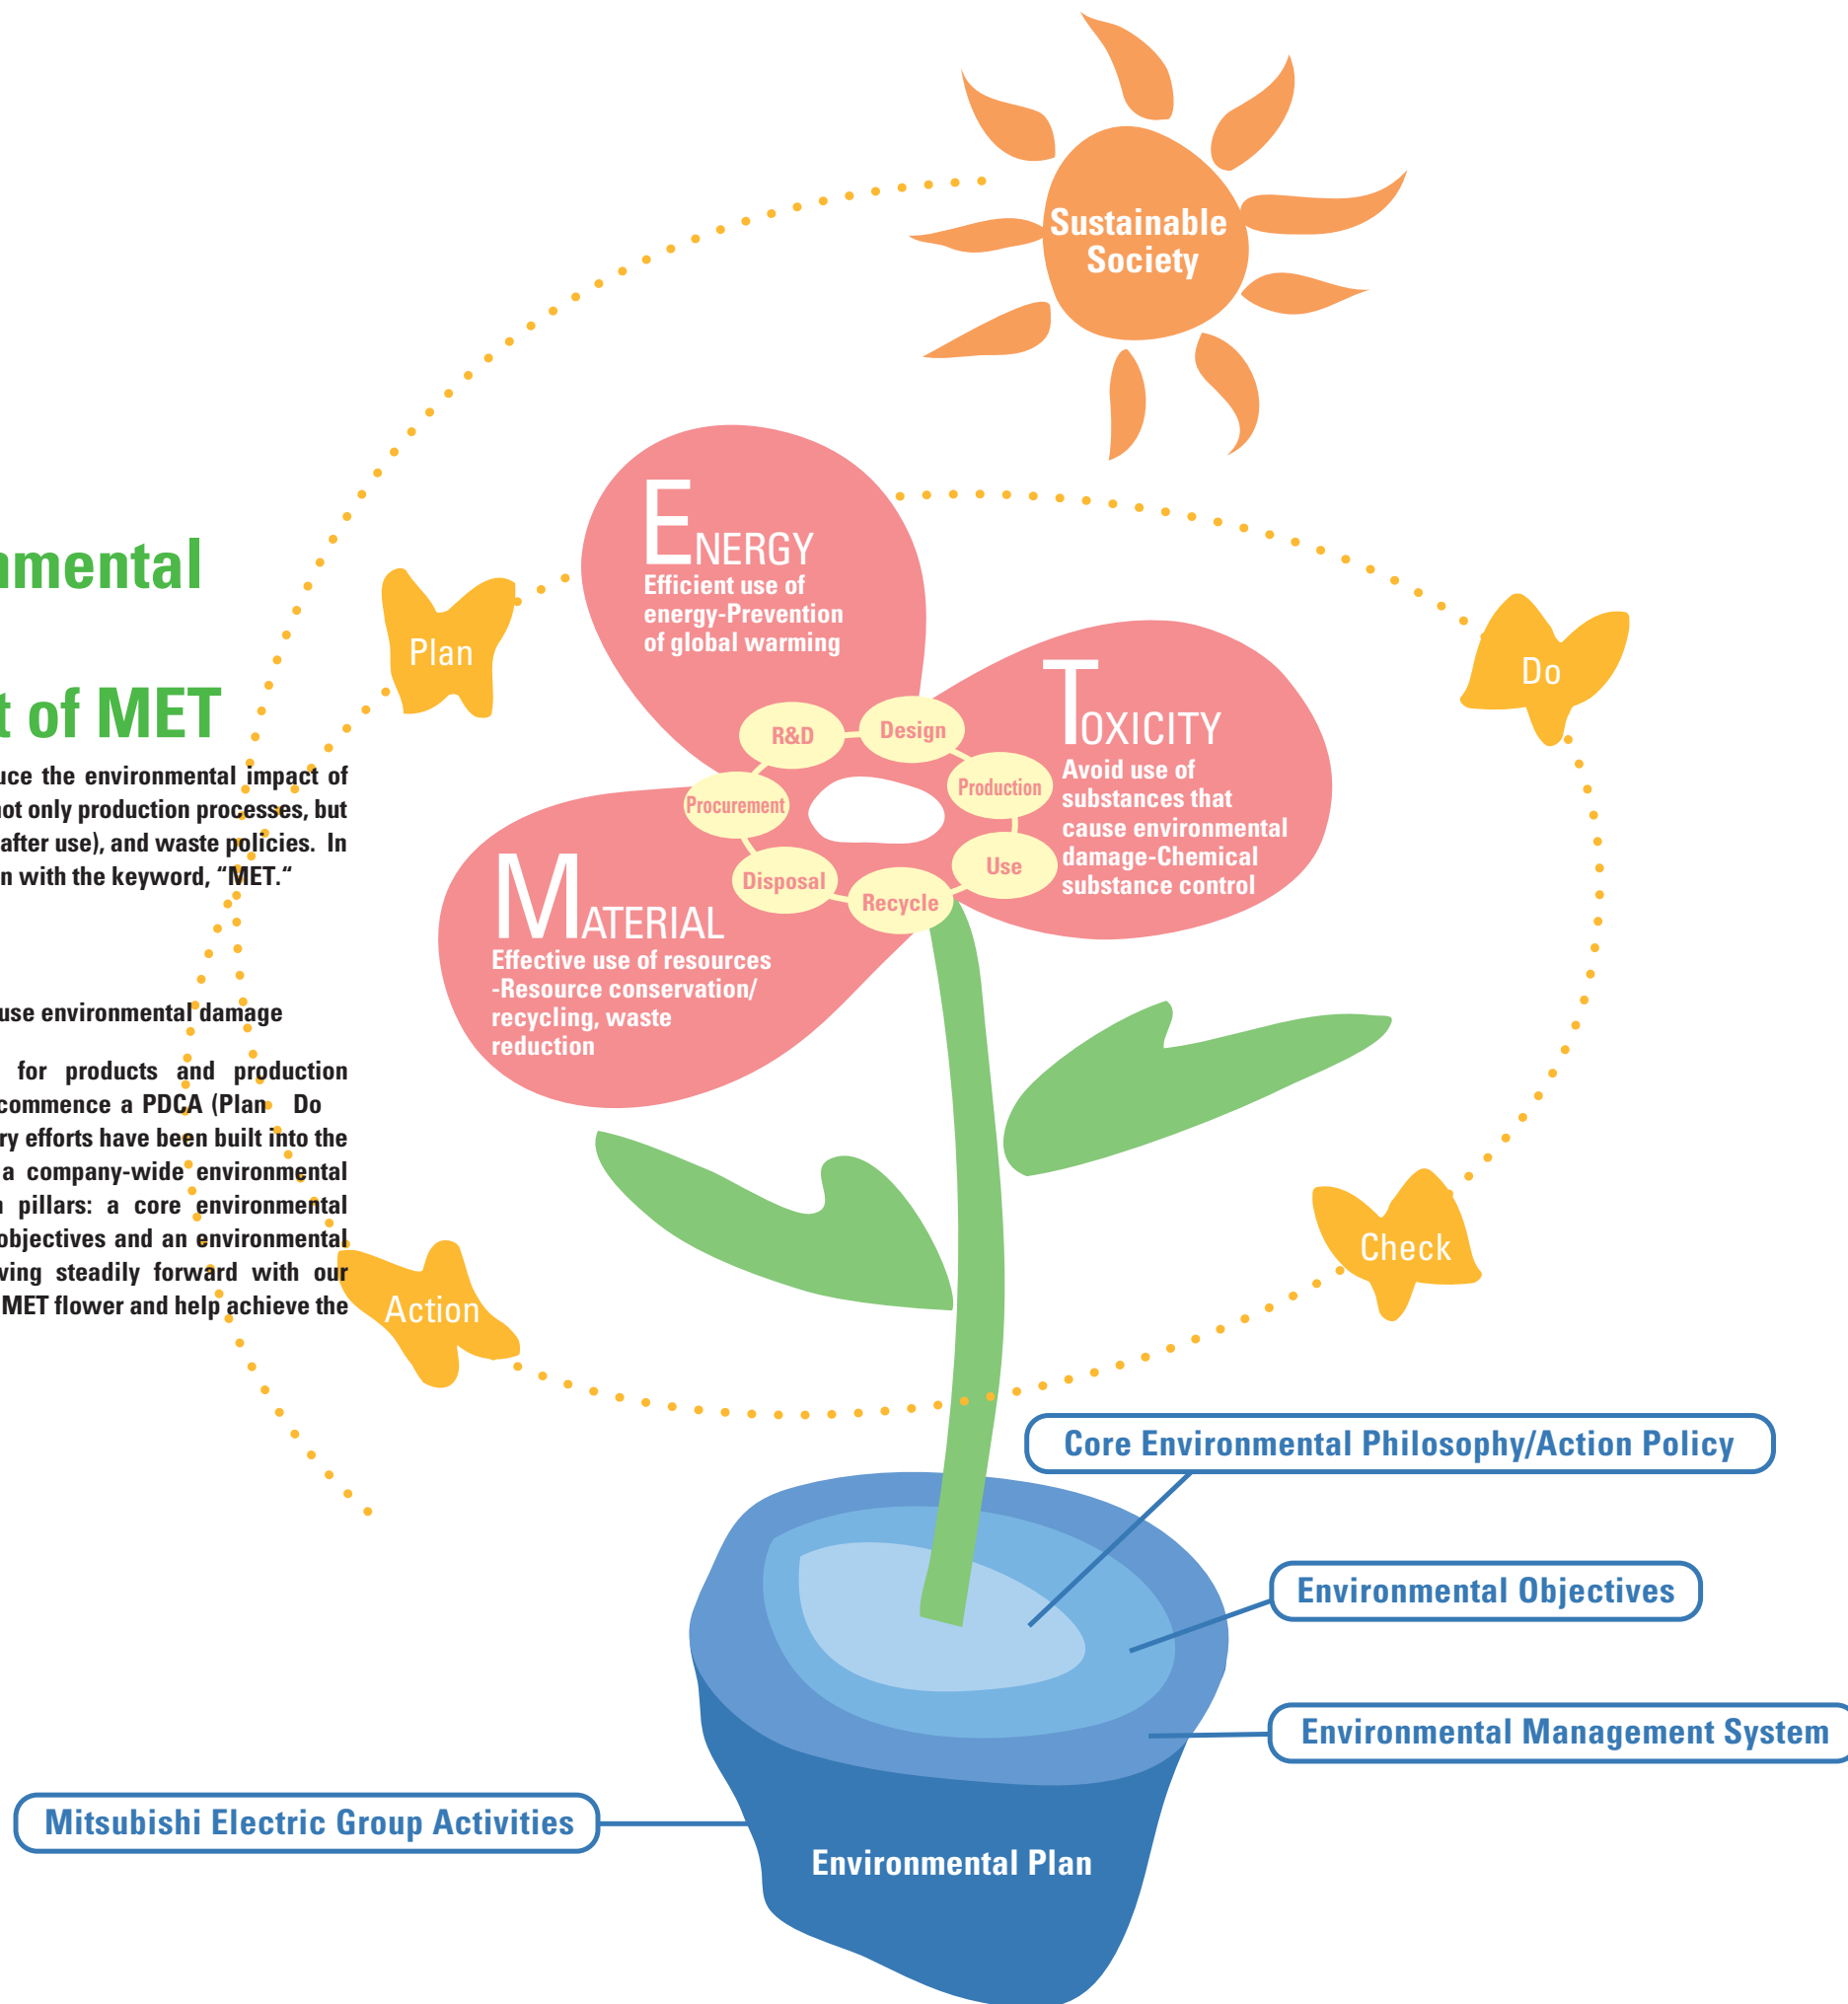 Sustainable
Society
nmental
t of MET
uce the environmental impact of
not only production processes, but
after use), and waste policies. In
n with the keyword, “MET.“
use environmental damage
for products and production
commence a PDCA (Plan Do
ry efforts have been built into the
a company-wide environmental
pillars: a core environmental
objectives and an environmental
ving steadily forward with our
MET flower and help achieve the
Plan
Do
Check
Action
ENERGY
Efficient use of
energy-Prevention
of global warming
TOXICITY
Avoid use of
substances that
cause environmental
damage-Chemical
substance control
MATERIAL
Effective use of resources
-Resource conservation/
recycling, waste
reduction
R&D
Design
Production
Use
Recycle
Disposal
Procurement
Core Environmental Philosophy/Action Policy
Environmental Objectives
Environmental Management System
Mitsubishi Electric Group Activities
Environmental Plan